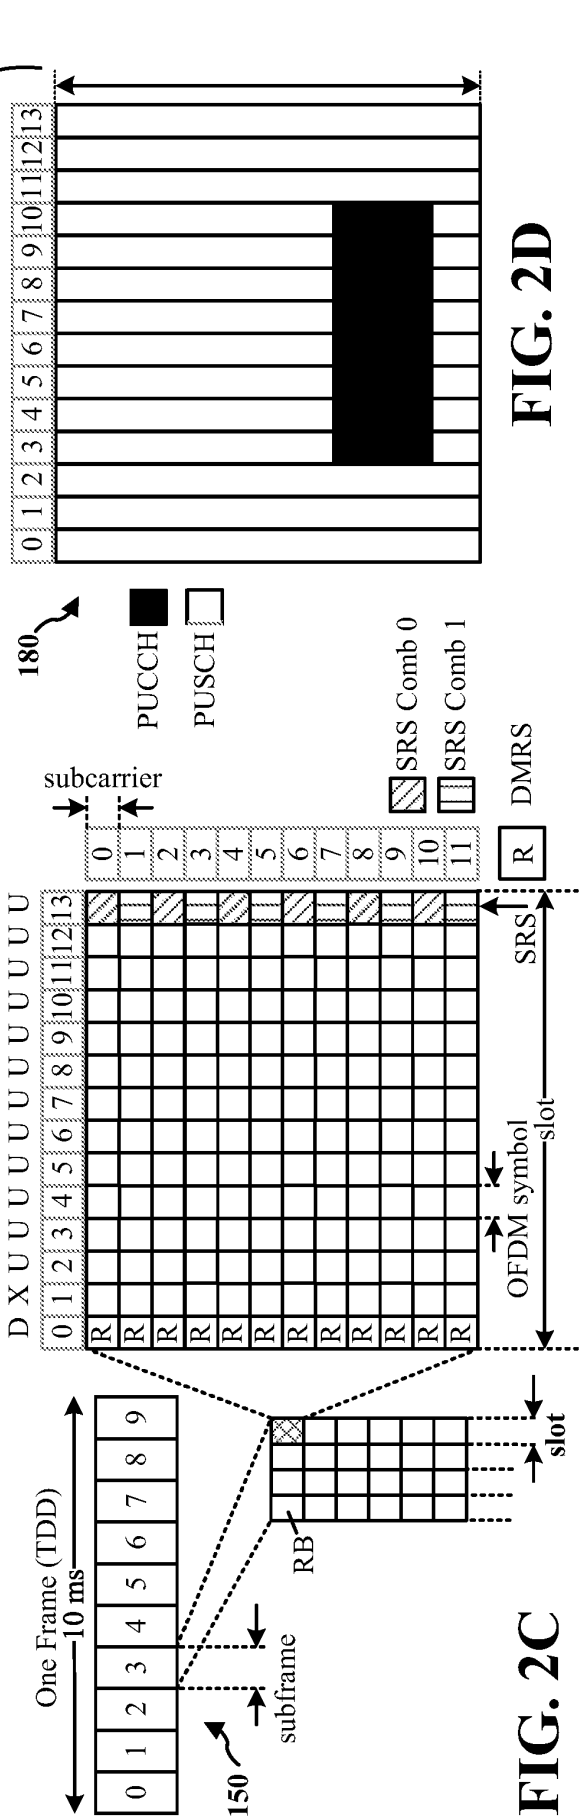 One Frame (TDD)
10 ms
0 1 2 3 4 5 6 7 8 9
150
subframe
RB
slot
FIG. 2C
D X U U U U U U U U U U U U
0 1 2 3 4 5 6 7 8 9 10 11 12 13
subcarrier
R 0
R 1
R 2
R 3
R 4
R 5
R 6
R 7
R 8
R 9
R 10
R 11
OFDM symbol
SRS
slot
SRS Comb 0
SRS Comb 1
R DMRS
180
PUCCH
PUSCH
0 1 2 3 4 5 6 7 8 9 10 11 12 13
FIG. 2D